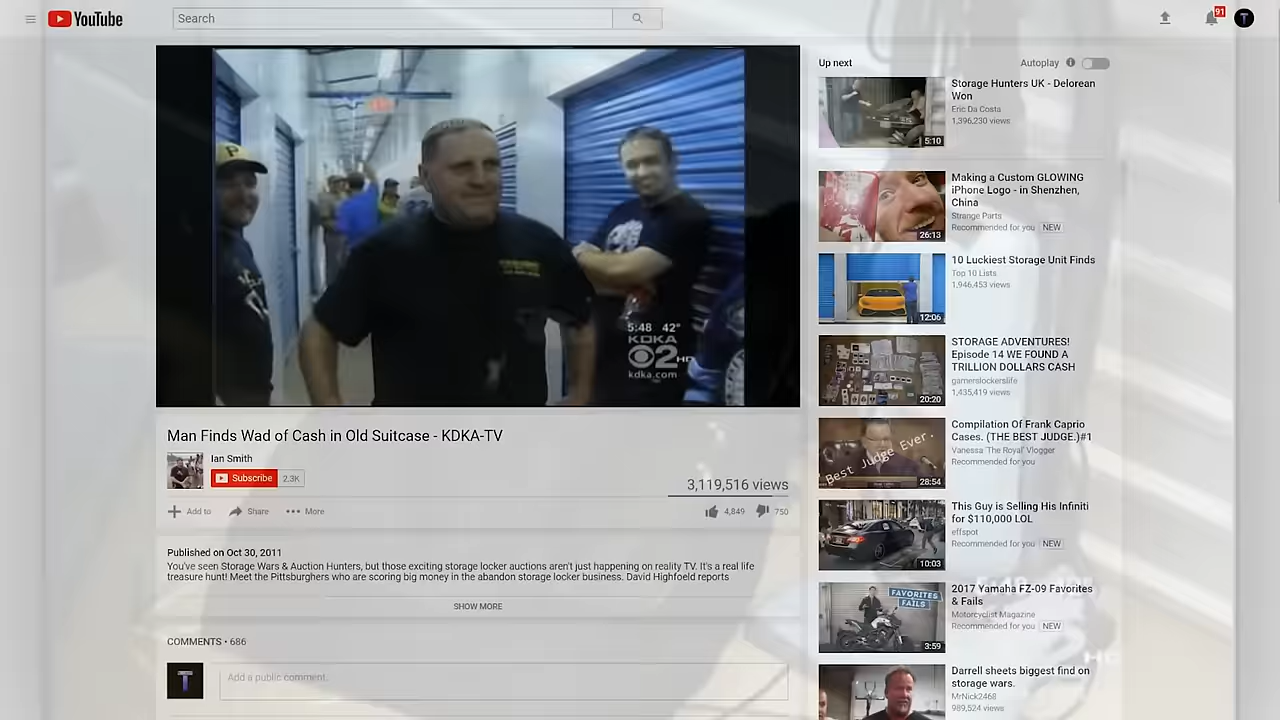 YouTube
Search
91
T
5:48 42°
KDKA
2 HD
kdka.com
Man Finds Wad of Cash in Old Suitcase - KDKA-TV
Ian Smith
Subscribe 2.3K
3,119,516 views
Add to Share More
4,849 750
Published on Oct 30, 2011
You've seen Storage Wars & Auction Hunters, but those exciting storage locker auctions aren't just happening on reality TV. It's a real life
treasure hunt! Meet the Pittsburghers who are scoring big money in the abandon storage locker business. David Highfoeld reports
SHOW MORE
COMMENTS • 686
T
Add a public comment.
Up next
Autoplay
Storage Hunters UK - Delorean
Won
Eric Da Costa
1,396,230 views
5:10
Making a Custom GLOWING
iPhone Logo - in Shenzhen,
China
Strange Parts
Recommended for you NEW
26:13
10 Luckiest Storage Unit Finds
Top 10 Lists
1,946,453 views
12:06
STORAGE ADVENTURES!
Episode 14 WE FOUND A
TRILLION DOLLARS CASH
gamerslockerslife
1,435,419 views
20:20
Compilation Of Frank Caprio
Cases. (THE BEST JUDGE.)#1
Vanessa 'The Royal' Vlogger
Recommended for you
Best Judge Ever.
28:54
This Guy is Selling His Infiniti
for $110,000 LOL
effspot
Recommended for you NEW
10:03
2017 Yamaha FZ-09 Favorites
& Fails
Motorcyclist Magazine
Recommended for you NEW
FAVORITES
FAILS
3:59
Darrell sheets biggest find on
storage wars.
MrNick2468
989,524 views